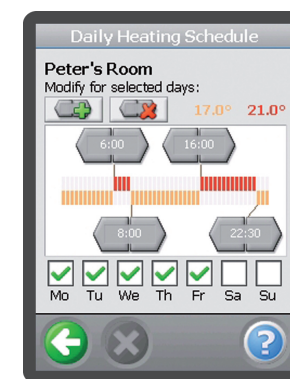 Daily Heating Schedule
Peter's Room
Modify for selected days:
17.0° 21.0°
6:00 16:00
8:00 22:30
Mo Tu We Th Fr Sa Su